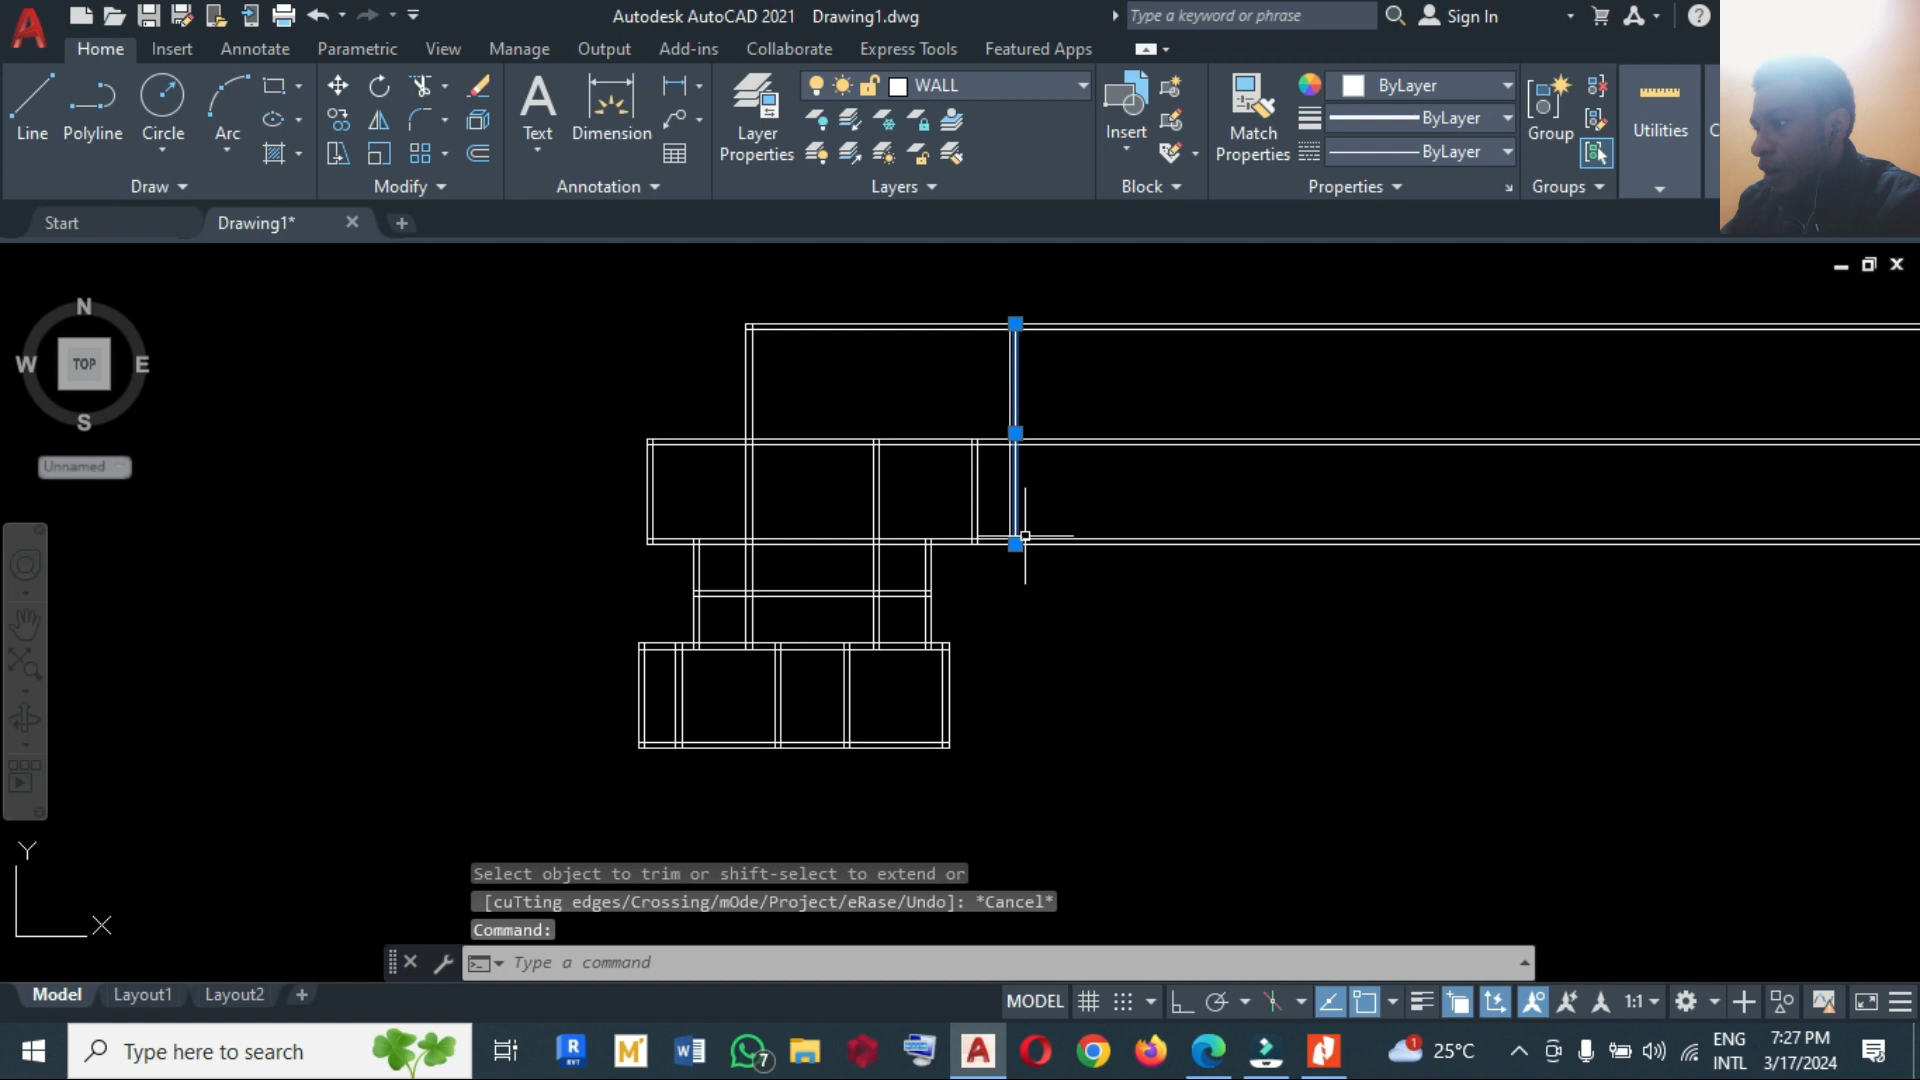 Autodesk AutoCAD 2021 Drawing1.dwg
Type a keyword or phrase
Sign In
Home Insert Annotate Parametric View Manage Output Add-ins Collaborate Express Tools Featured Apps
WALL
ByLayer
ByLayer
ByLayer
Line Polyline Circle Arc
Text Dimension
Layer Properties
Insert
Match Properties
Group
Utilities
C
Draw Modify Annotation Layers Block Properties Groups
Start Drawing1*
N
W TOP E
S
Unnamed
Y
X
Select object to trim or shift-select to extend or
[cuTting edges/Crossing/mOde/Project/eRase/Undo]: *Cancel*
Command:
Type a command
Model Layout1 Layout2
MODEL 1:1
Type here to search
7
1
25°C
ENG
INTL
7:27 PM
3/17/2024